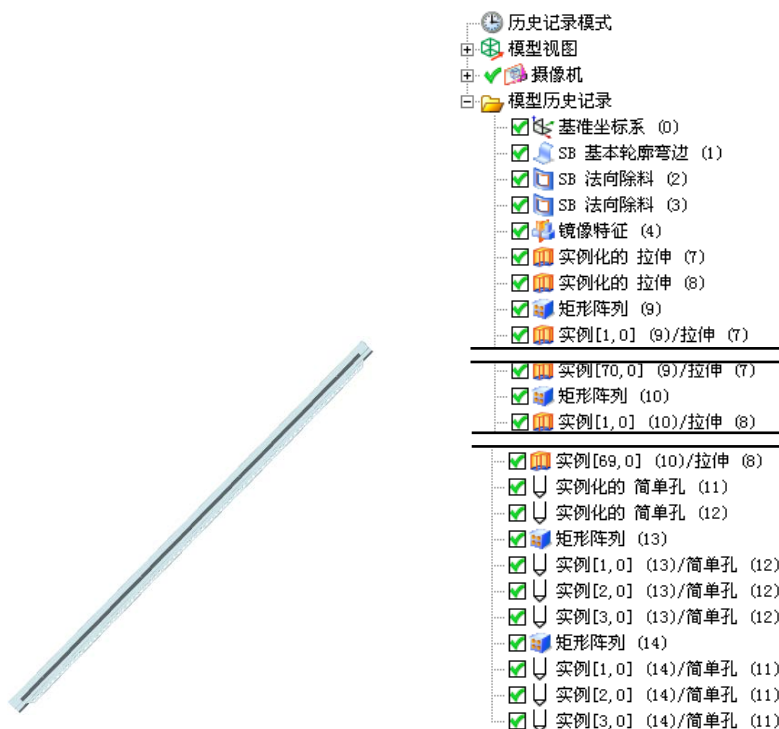 历史记录模式
模型视图
摄像机
模型历史记录
基准坐标系 (0)
SB 基本轮廓弯边 (1)
SB 法向除料 (2)
SB 法向除料 (3)
镜像特征 (4)
实例化的 拉伸 (7)
实例化的 拉伸 (8)
矩形阵列 (9)
实例[1,0] (9)/拉伸 (7)
实例[70,0] (9)/拉伸 (7)
矩形阵列 (10)
实例[1,0] (10)/拉伸 (8)
实例[69,0] (10)/拉伸 (8)
实例化的 简单孔 (11)
实例化的 简单孔 (12)
矩形阵列 (13)
实例[1,0] (13)/简单孔 (12)
实例[2,0] (13)/简单孔 (12)
实例[3,0] (13)/简单孔 (12)
矩形阵列 (14)
实例[1,0] (14)/简单孔 (11)
实例[2,0] (14)/简单孔 (11)
实例[3,0] (14)/简单孔 (11)